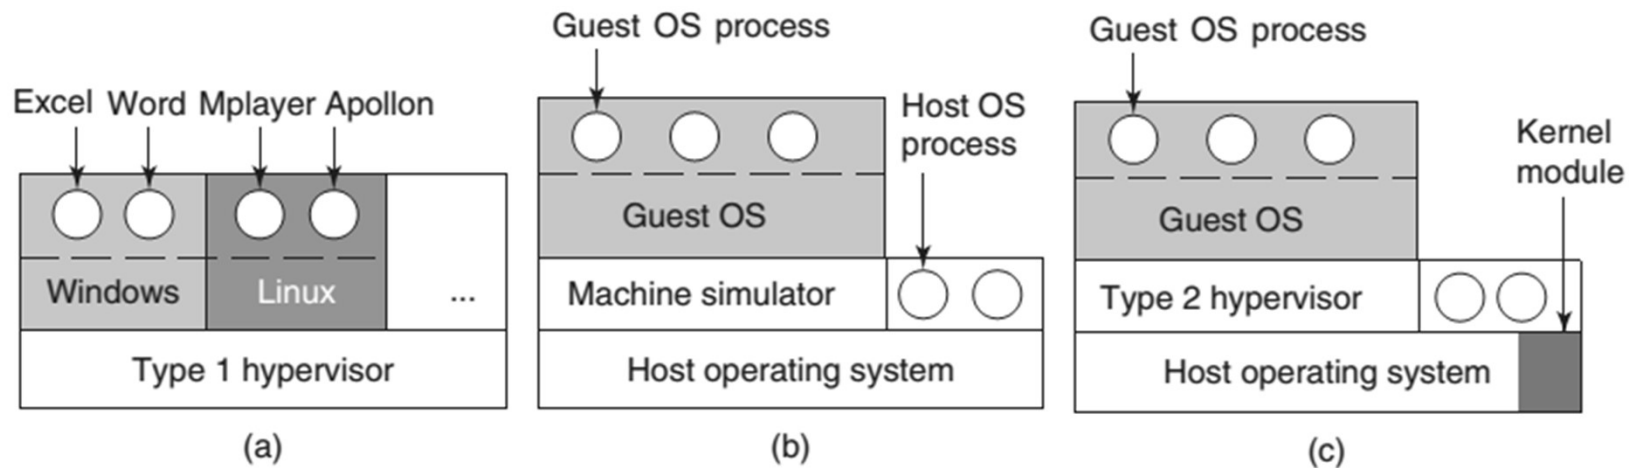 Excel Word Mplayer Apollon
Windows
Linux
...
Type 1 hypervisor
(a)
Guest OS process
Host OS
process
Guest OS
Machine simulator
Host operating system
(b)
Guest OS process
Kernel
module
Guest OS
Type 2 hypervisor
Host operating system
(c)